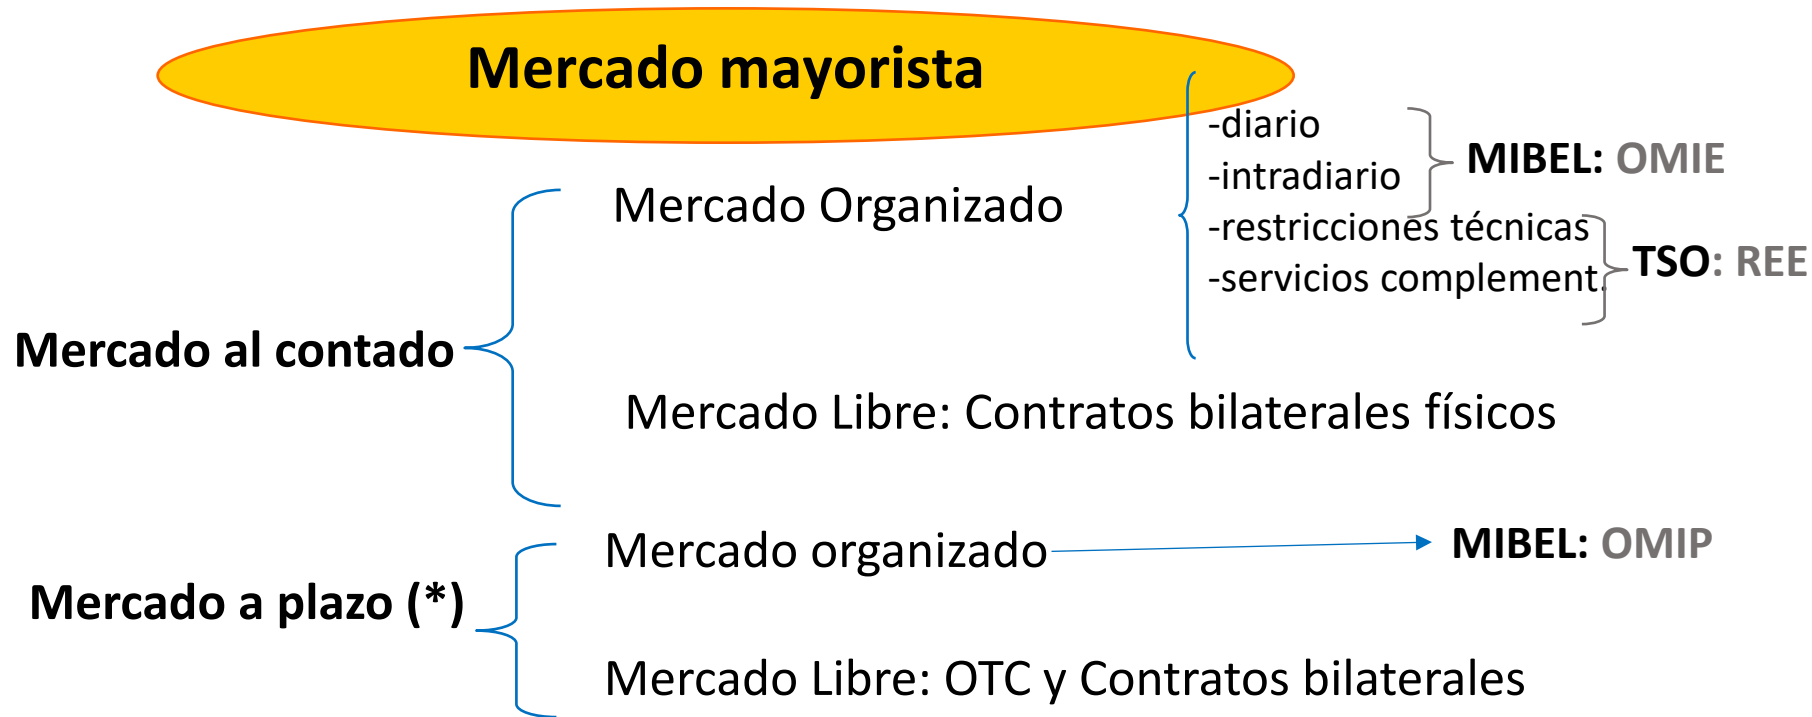 Mercado mayorista
-diario
-intradiario
MIBEL: OMIE
Mercado Organizado
-restricciones técnicas
-servicios complement.
TSO: REE
Mercado al contado
Mercado Libre: Contratos bilaterales físicos
Mercado organizado
MIBEL: OMIP
Mercado a plazo (*)
Mercado Libre: OTC y Contratos bilaterales